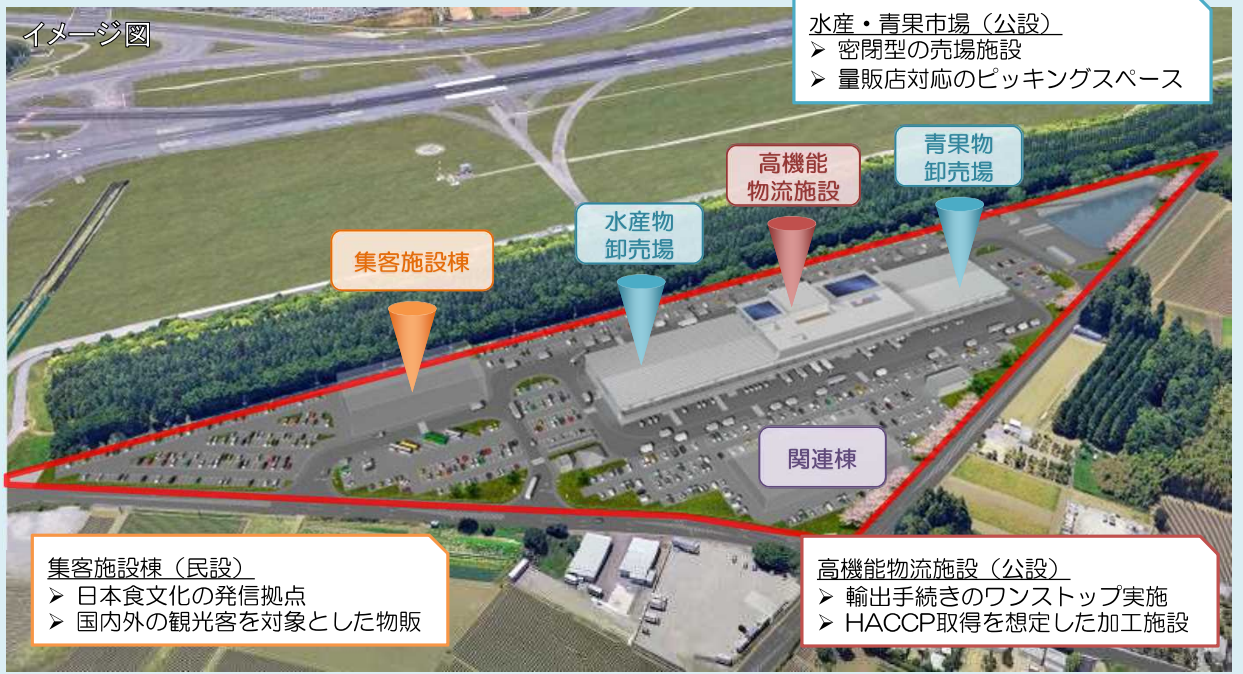 イメージ図
水産・青果市場（公設）
➢ 密閉型の売場施設
➢ 量販店対応のピッキングスペース
青果物
卸売場
高機能
物流施設
水産物
卸売場
集客施設棟
関連棟
集客施設棟（民設）
➢ 日本食文化の発信拠点
➢ 国内外の観光客を対象とした物販
高機能物流施設（公設）
➢ 輸出手続きのワンストップ実施
➢ HACCP取得を想定した加工施設